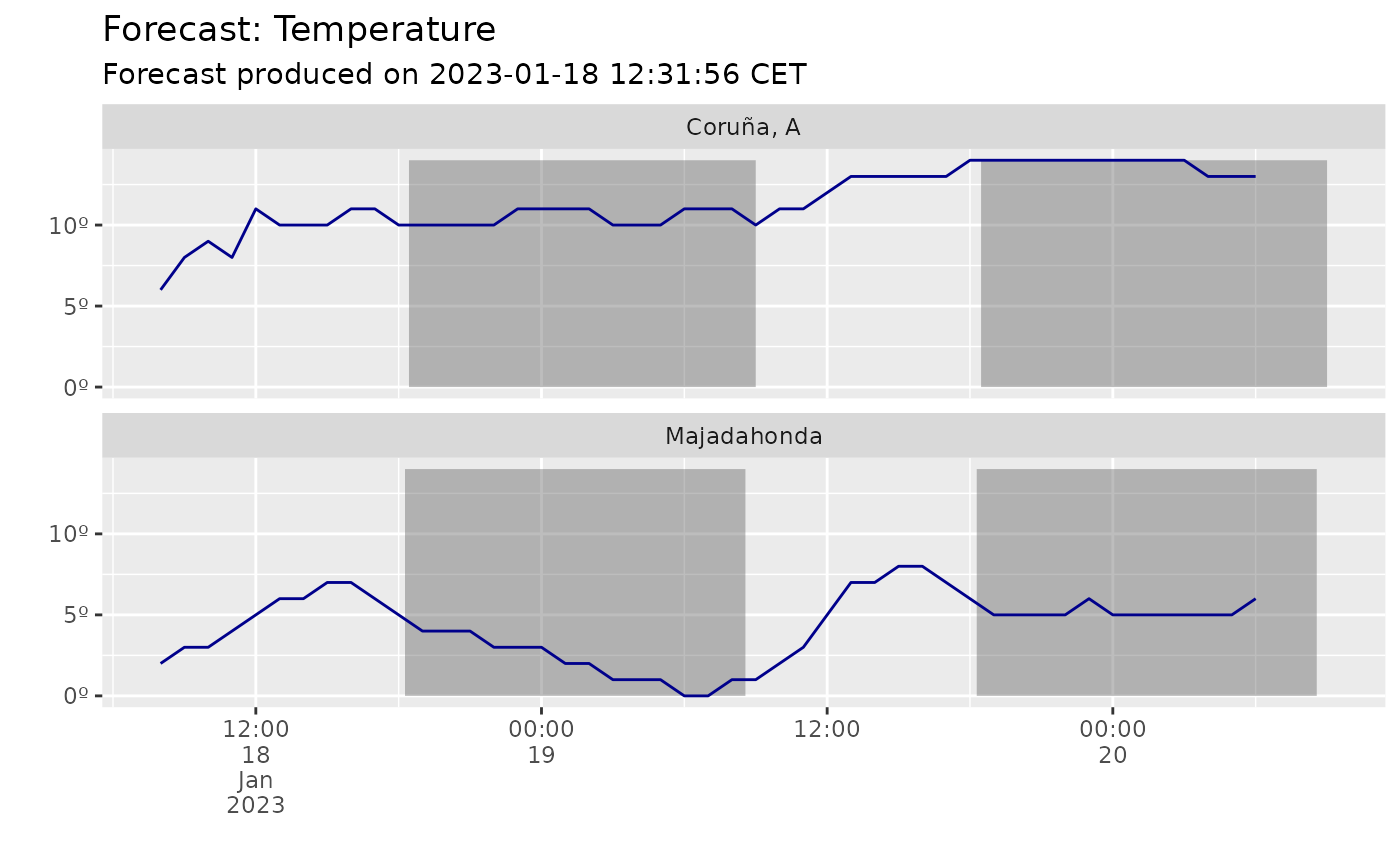 Forecast: Temperature
Forecast produced on 2023-01-18 12:31:56 CET
Coruña, A
10º
5º
0º
Majadahonda
10º
5º
0º
12:00 00:00 12:00 00:00
18 19 20
Jan
2023